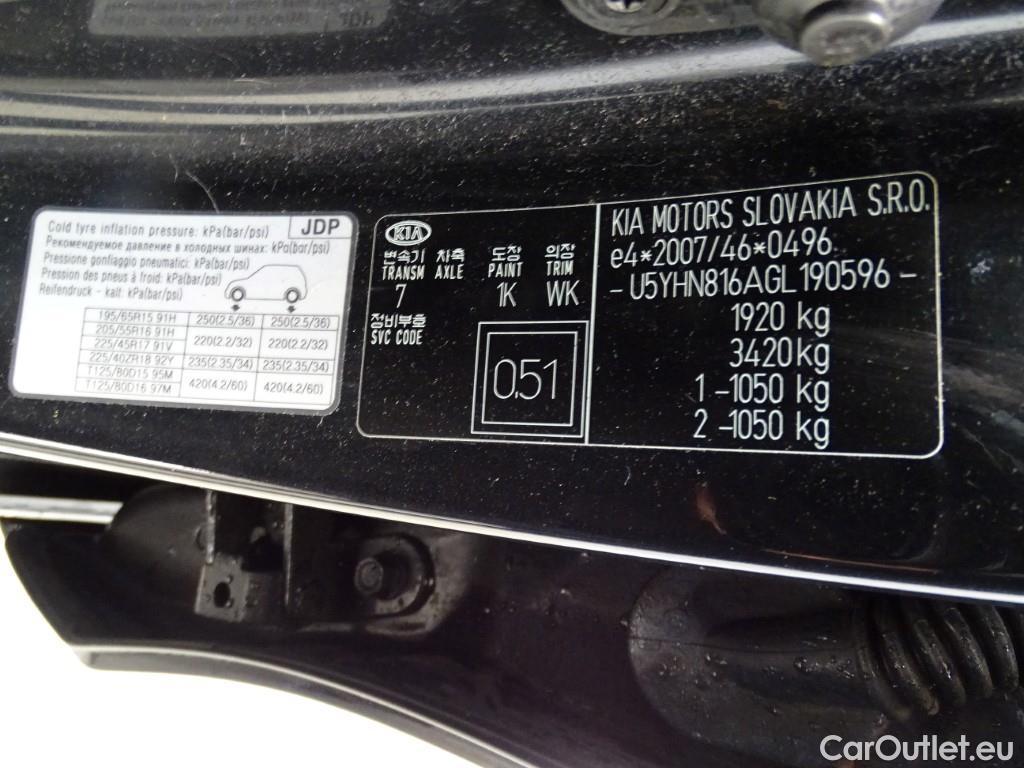 JDP
Cold tyre inflation pressure: kPa(bar/psi)
Рекомендуемое давление в холодных шинах: kPa(bar/psi)
Pressione gonfiaggio pneumatici: kPa(bar/psi)
Pression des pneus à froid: kPa(bar/psi)
Reifendruck - kalt: kPa(bar/psi)
195/65R15 91H 250(2.5/36) 250(2.5/36)
205/55R16 91H 220(2.2/32) 220(2.2/32)
225/45R17 91V
225/40ZR18 92Y 235(2.35/34) 235(2.35/34)
T125/80D15 95M 420(4.2/60) 420(4.2/60)
T125/80D16 97M
KIA
변속기 차축 도장 의장
TRANSM AXLE PAINT TRIM
7 1K WK
정비부호
SVC CODE
0.51
KIA MOTORS SLOVAKIA S.R.O.
e4*2007/46*0496
- U5YHN816AGL190596 -
1920 kg
3420kg
1 -1050 kg
2 -1050 kg
CarOutlet.eu